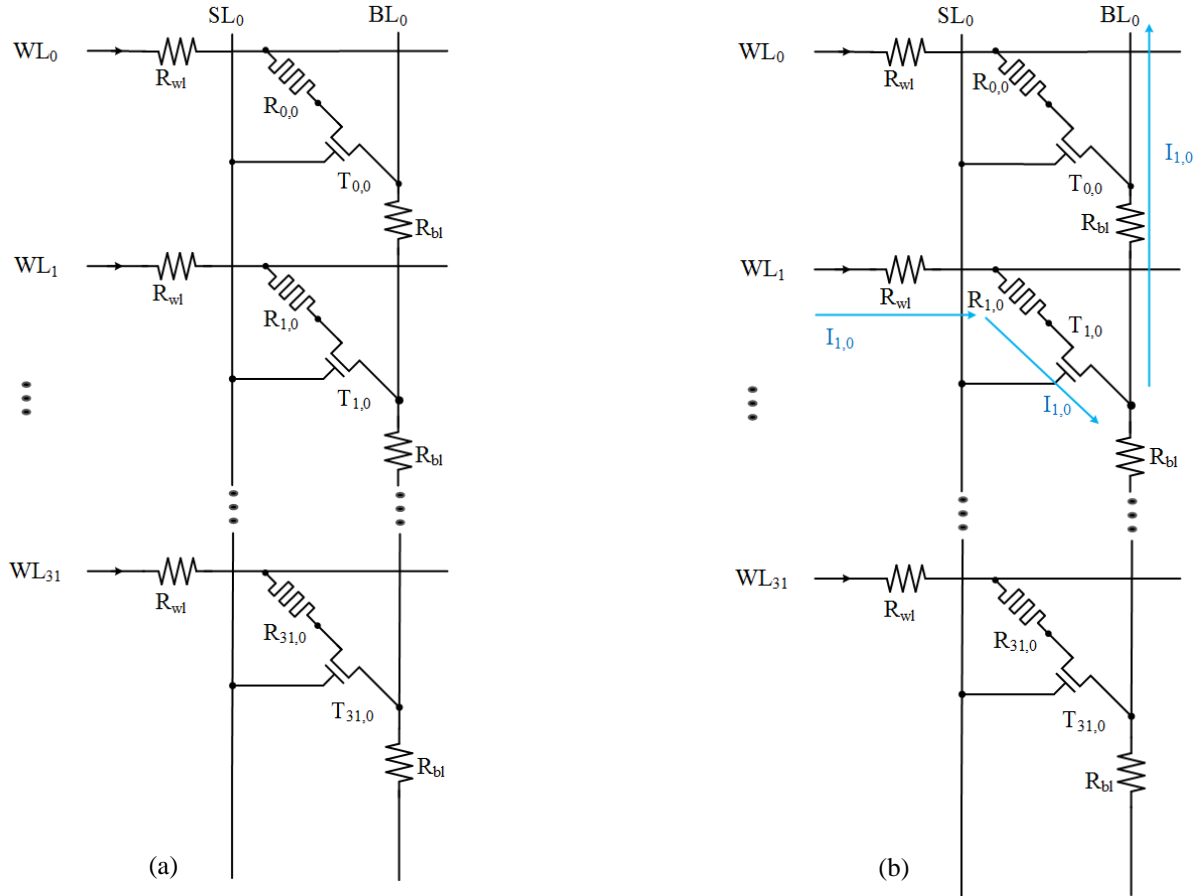 SL0 BL0
WL0
Rwl
R0,0
T0,0
Rbl
WL1
Rwl
R1,0
T1,0
Rbl
WL31
Rwl
R31,0
T31,0
Rbl
(a)
SL0 BL0
WL0
Rwl
R0,0
I1,0
T0,0
Rbl
WL1
Rwl
R1,0
T1,0
I1,0
I1,0
Rbl
WL31
Rwl
R31,0
T31,0
Rbl
(b)